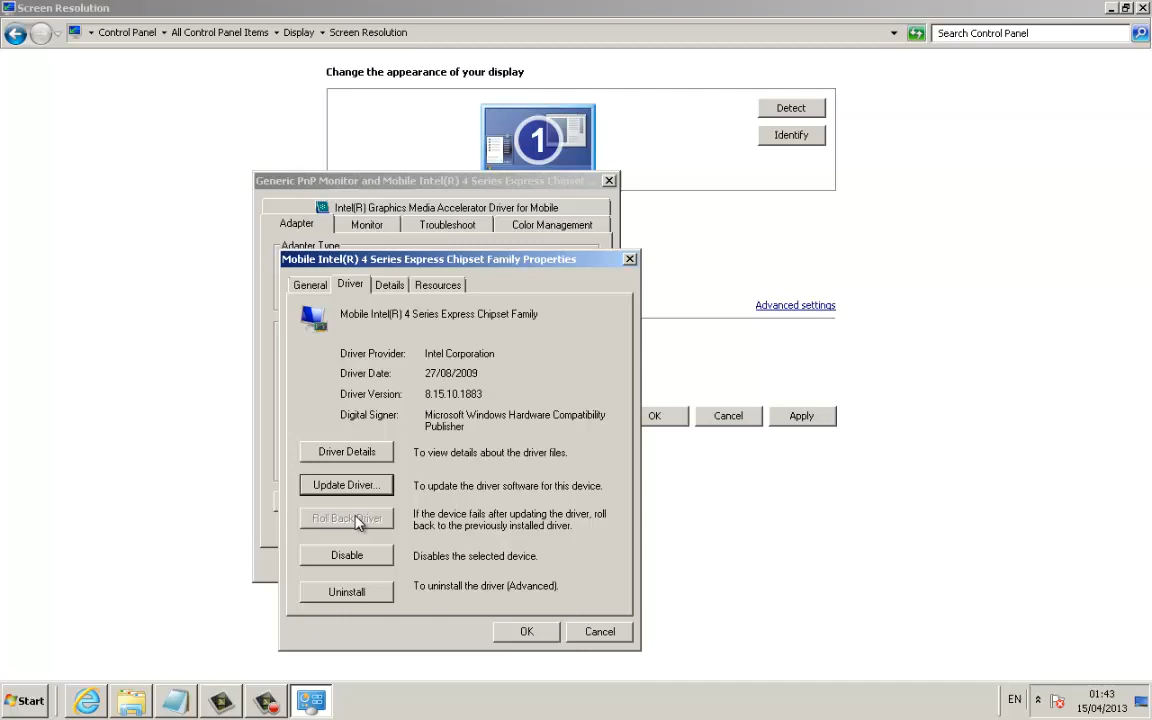 Screen Resolution
Control Panel
All Control Panel Items
Display
Screen Resolution
Search Control Panel
Change the appearance of your display
Detect
1
Identify
Generic PnP Monitor and Mobile Intel(R) 4 Series Express Chipset ...
Intel(R) Graphics Media Accelerator Driver for Mobile
Adapter
Monitor
Troubleshoot
Color Management
Adapter Type
Mobile Intel(R) 4 Series Express Chipset Family Properties
General
Driver
Details
Resources
Advanced settings
Mobile Intel(R) 4 Series Express Chipset Family
Driver Provider: Intel Corporation
Driver Date: 27/08/2009
Driver Version: 8.15.10.1883
Digital Signer: Microsoft Windows Hardware Compatibility
Publisher
OK
Cancel
Apply
Driver Details
To view details about the driver files.
Update Driver...
To update the driver software for this device.
Roll Back Driver
If the device fails after updating the driver, roll
back to the previously installed driver.
Disable
Disables the selected device.
Uninstall
To uninstall the driver (Advanced).
OK
Cancel
Start
EN
01:43
15/04/2013